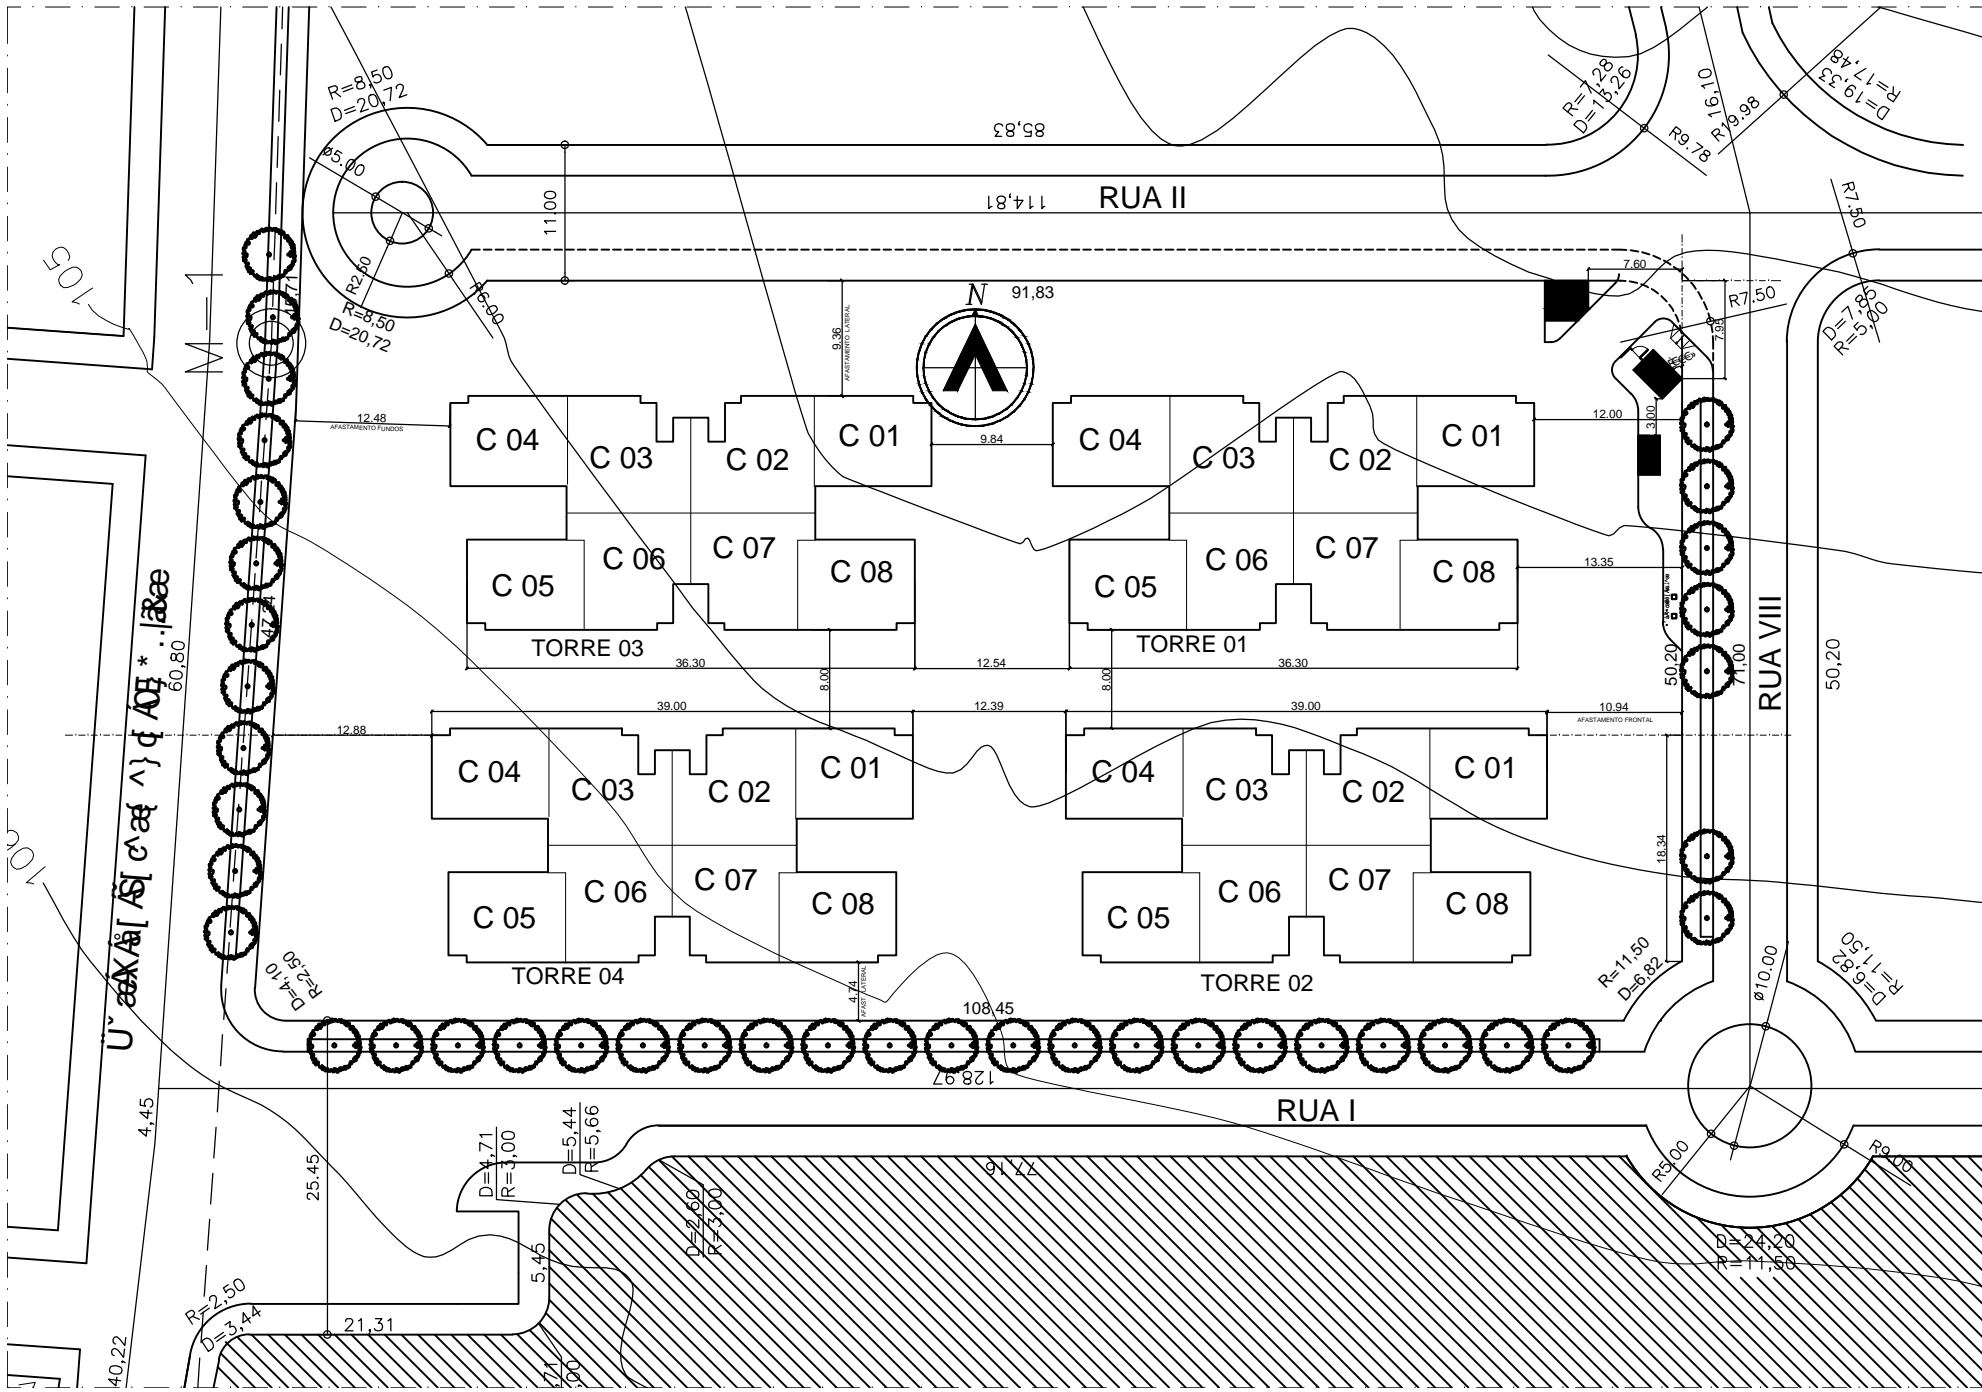 R=8,50
D=20,72
ø5.00
85,83
R=7,28
D=13,26
76,10
R19.98
R9.78
D=19,33
R=17,48
RUA II
114,81
11.00
R7.50
105
M-1
15,71
R2.50
R=8,50
D=20,72
R6.00
7.60
N
91,83
9.36
AFASTAMENTO LATERAL
R7.50
7.95
D=7,85
R=5,00
12.48
AFASTAMENTO FUNDOS
9.84
12.00
3.00
C 04
C 03
C 02
C 01
C 04
C 03
C 02
C 01
C 05
C 06
C 07
C 08
C 05
C 06
C 07
C 08
13.35
TORRE 03
TORRE 01
36.30
12.54
36.30
8.00
8.00
47,24
60,80
50,20
71,00
RUA VIII
50,20
39.00
12.39
39.00
10.94
AFASTAMENTO FRONTAL
12.88
C 04
C 03
C 02
C 01
C 04
C 03
C 02
C 01
18.34
C 05
C 06
C 07
C 08
C 05
C 06
C 07
C 08
TORRE 04
TORRE 02
4.74
AFAST. LATERAL
D=4,10
R=2,50
R=11,50
D=6,82
ø10.00
D=6,82
R=11,50
108.45
128,97
RUA I
4,45
25.45
D=4,71
R=3,00
D=5,44
R=5,66
77,16
D=2,60
R=3,00
5,45
R5.00
R9.00
D=24,20
R=11,50
R=2,50
D=3,44
21,31
40,22